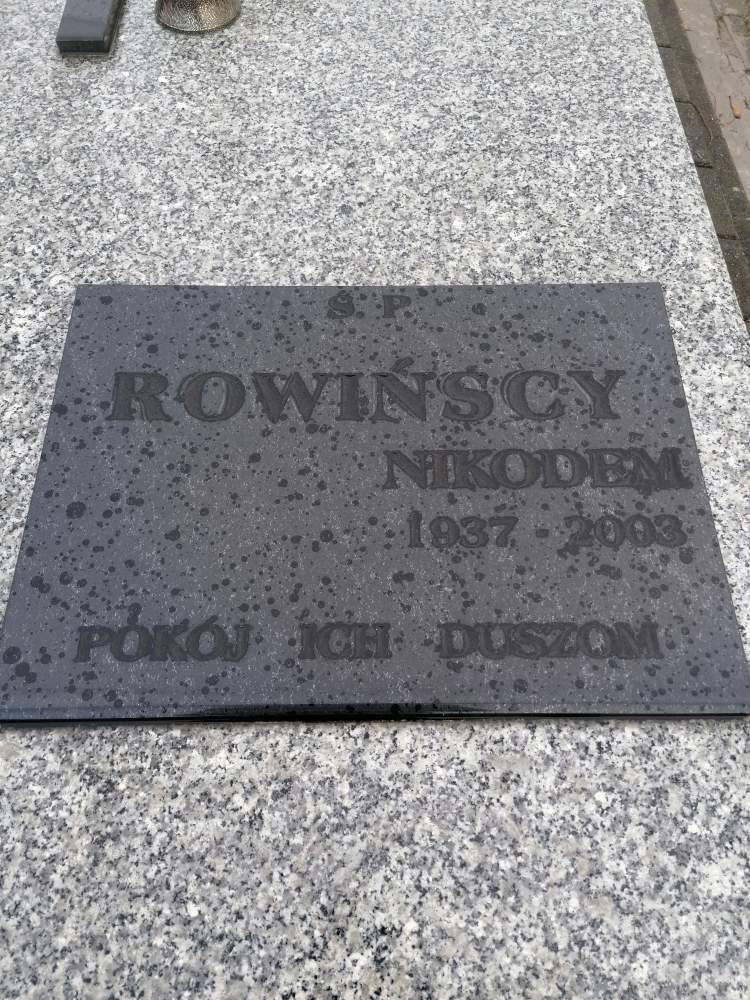 Ś P
ROWIŃSCY
NIKODEM
1937 - 2003
POKÓJ ICH DUSZOM